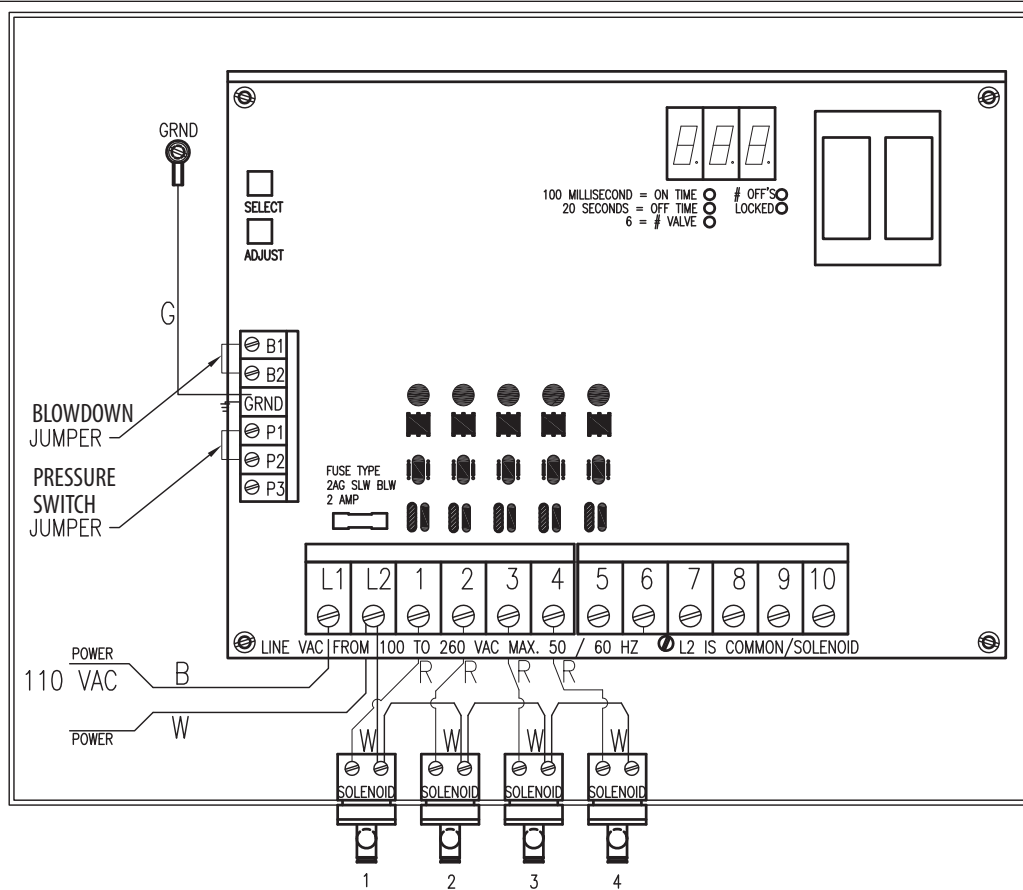 GRND
SELECT
ADJUST
100 MILLISECOND = ON TIME
20 SECONDS = OFF TIME
6 = # VALVE
# OFF'S
LOCKED
8. 8. 8.
G
B1
B2
GRND
P1
P2
P3
BLOWDOWN
JUMPER
PRESSURE
SWITCH
JUMPER
FUSE TYPE
2AG SLW BLW
2 AMP
L1 L2 1 2 3 4 5 6 7 8 9 10
LINE VAC FROM 100 TO 260 VAC MAX. 50 / 60 HZ L2 IS COMMON/SOLENOID
POWER
110 VAC
B
POWER
W
R R R R
W W W W
SOLENOID SOLENOID SOLENOID SOLENOID
1 2 3 4